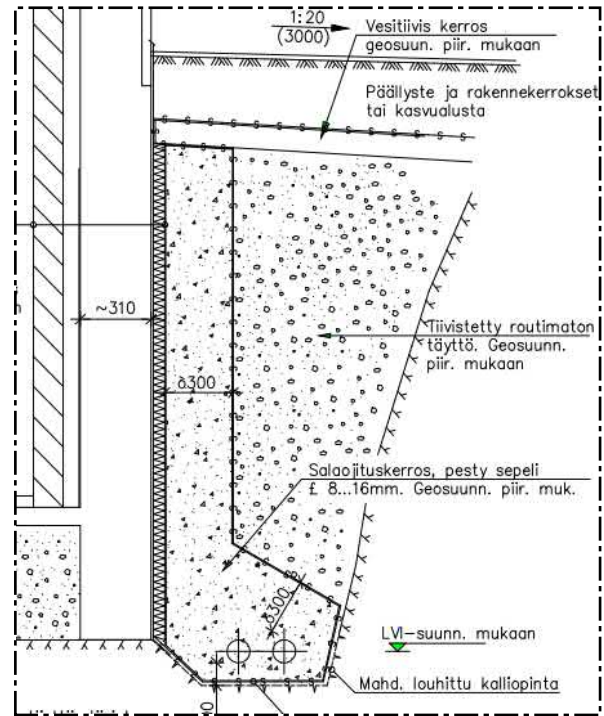 1:20
(3000)
Vesitiivis kerros
geosuun. piir. mukaan
Päällyste ja rakennekerrokset
tai kasvualusta
~310
Tiivistetty routimaton
täyttö. Geosuunn.
piir. mukaan
δ300
Salaojituskerros, pesty sepeli
£ 8...16mm. Geosuunn. piir. muk.
δ300
LVI-suunn. mukaan
Mahd. louhittu kalliopinta